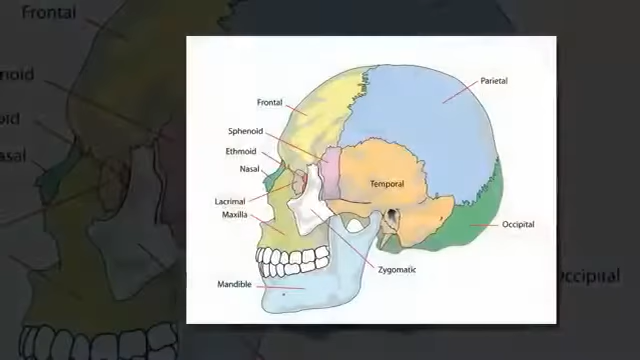 Frontal
noid
oid
asal
Frontal
Parietal
Sphenoid
Ethmoid
Nasal
Temporal
Lacrimal
Maxilla
Occipital
Zygomatic
Mandible
Occipital